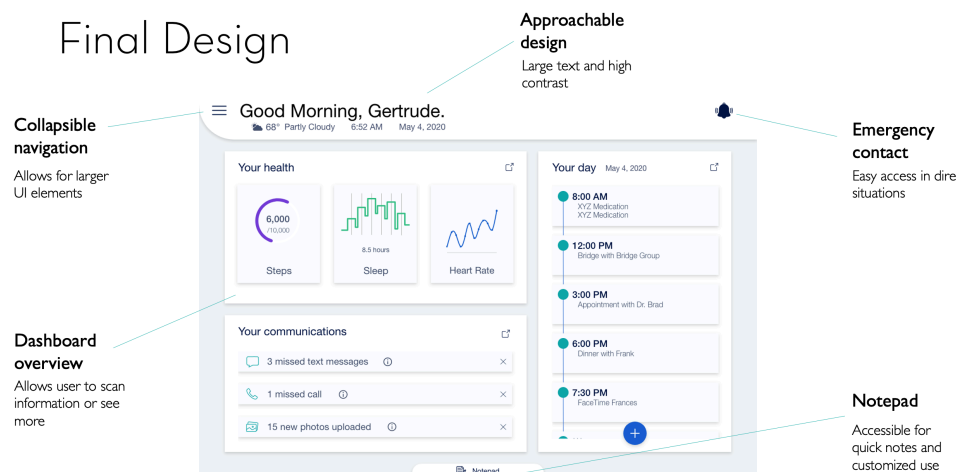 Final Design
Approachable
design
Large text and high
contrast
Collapsible
navigation
Allows for larger
UI elements
Good Morning, Gertrude.
68° Partly Cloudy 6:52 AM May 4, 2020
Emergency
contact
Easy access in dire
situations
Your health
6,000
/10,000
Steps
8.5 hours
Sleep
Heart Rate
Your day May 4, 2020
8:00 AM
XYZ Medication
XYZ Medication
12:00 PM
Bridge with Bridge Group
3:00 PM
Appointment with Dr. Brad
6:00 PM
Dinner with Frank
7:30 PM
FaceTime Frances
Dashboard
overview
Allows user to scan
information or see
more
Your communications
3 missed text messages
1 missed call
15 new photos uploaded
Notepad
Notepad
Accessible for
quick notes and
customized use